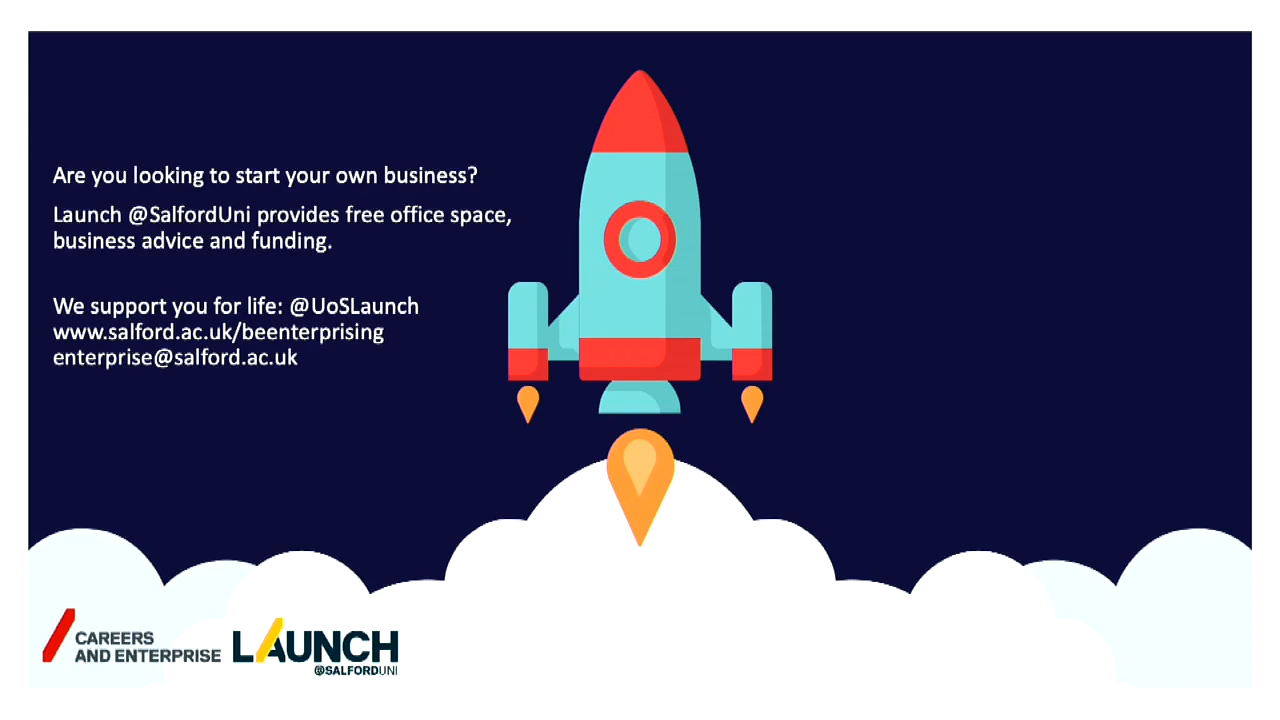 Are you looking to start your own business?
Launch @SalfordUni provides free office space,
business advice and funding.
We support you for life: @UoSLaunch
www.salford.ac.uk/beenterprising
enterprise@salford.ac.uk
CAREERS
AND ENTERPRISE
LAUNCH
@SALFORDUNI